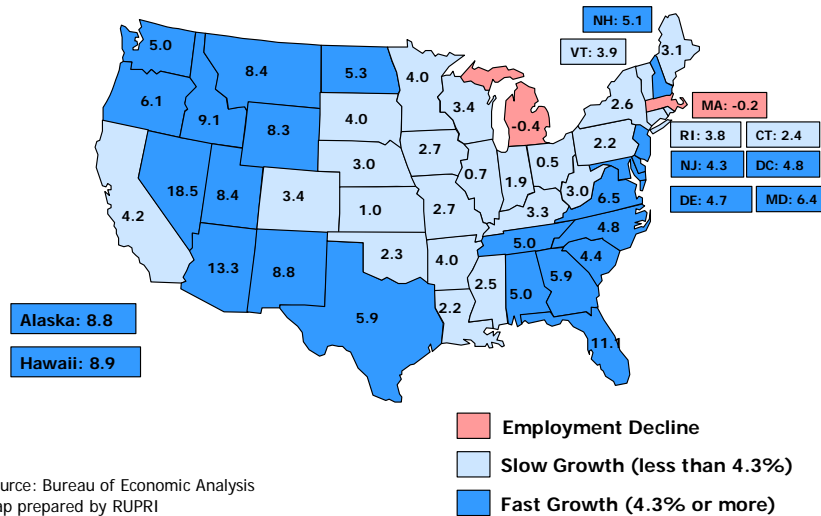 NH: 5.1
VT: 3.9
3.1
5.0
8.4
5.3
4.0
6.1
9.1
8.3
4.0
3.4
2.6
MA: -0.2
-0.4
RI: 3.8
CT: 2.4
2.2
NJ: 4.3
DC: 4.8
3.0
2.7
0.7
1.9
0.5
3.0
6.5
DE: 4.7
MD: 6.4
4.2
18.5
8.4
3.4
1.0
2.7
3.3
4.8
5.0
13.3
8.8
2.3
4.0
4.4
5.9
2.5
5.0
2.2
5.9
11.1
Alaska: 8.8
Hawaii: 8.9
Employment Decline
Slow Growth (less than 4.3%)
Fast Growth (4.3% or more)
urce: Bureau of Economic Analysis
ap prepared by RUPRI